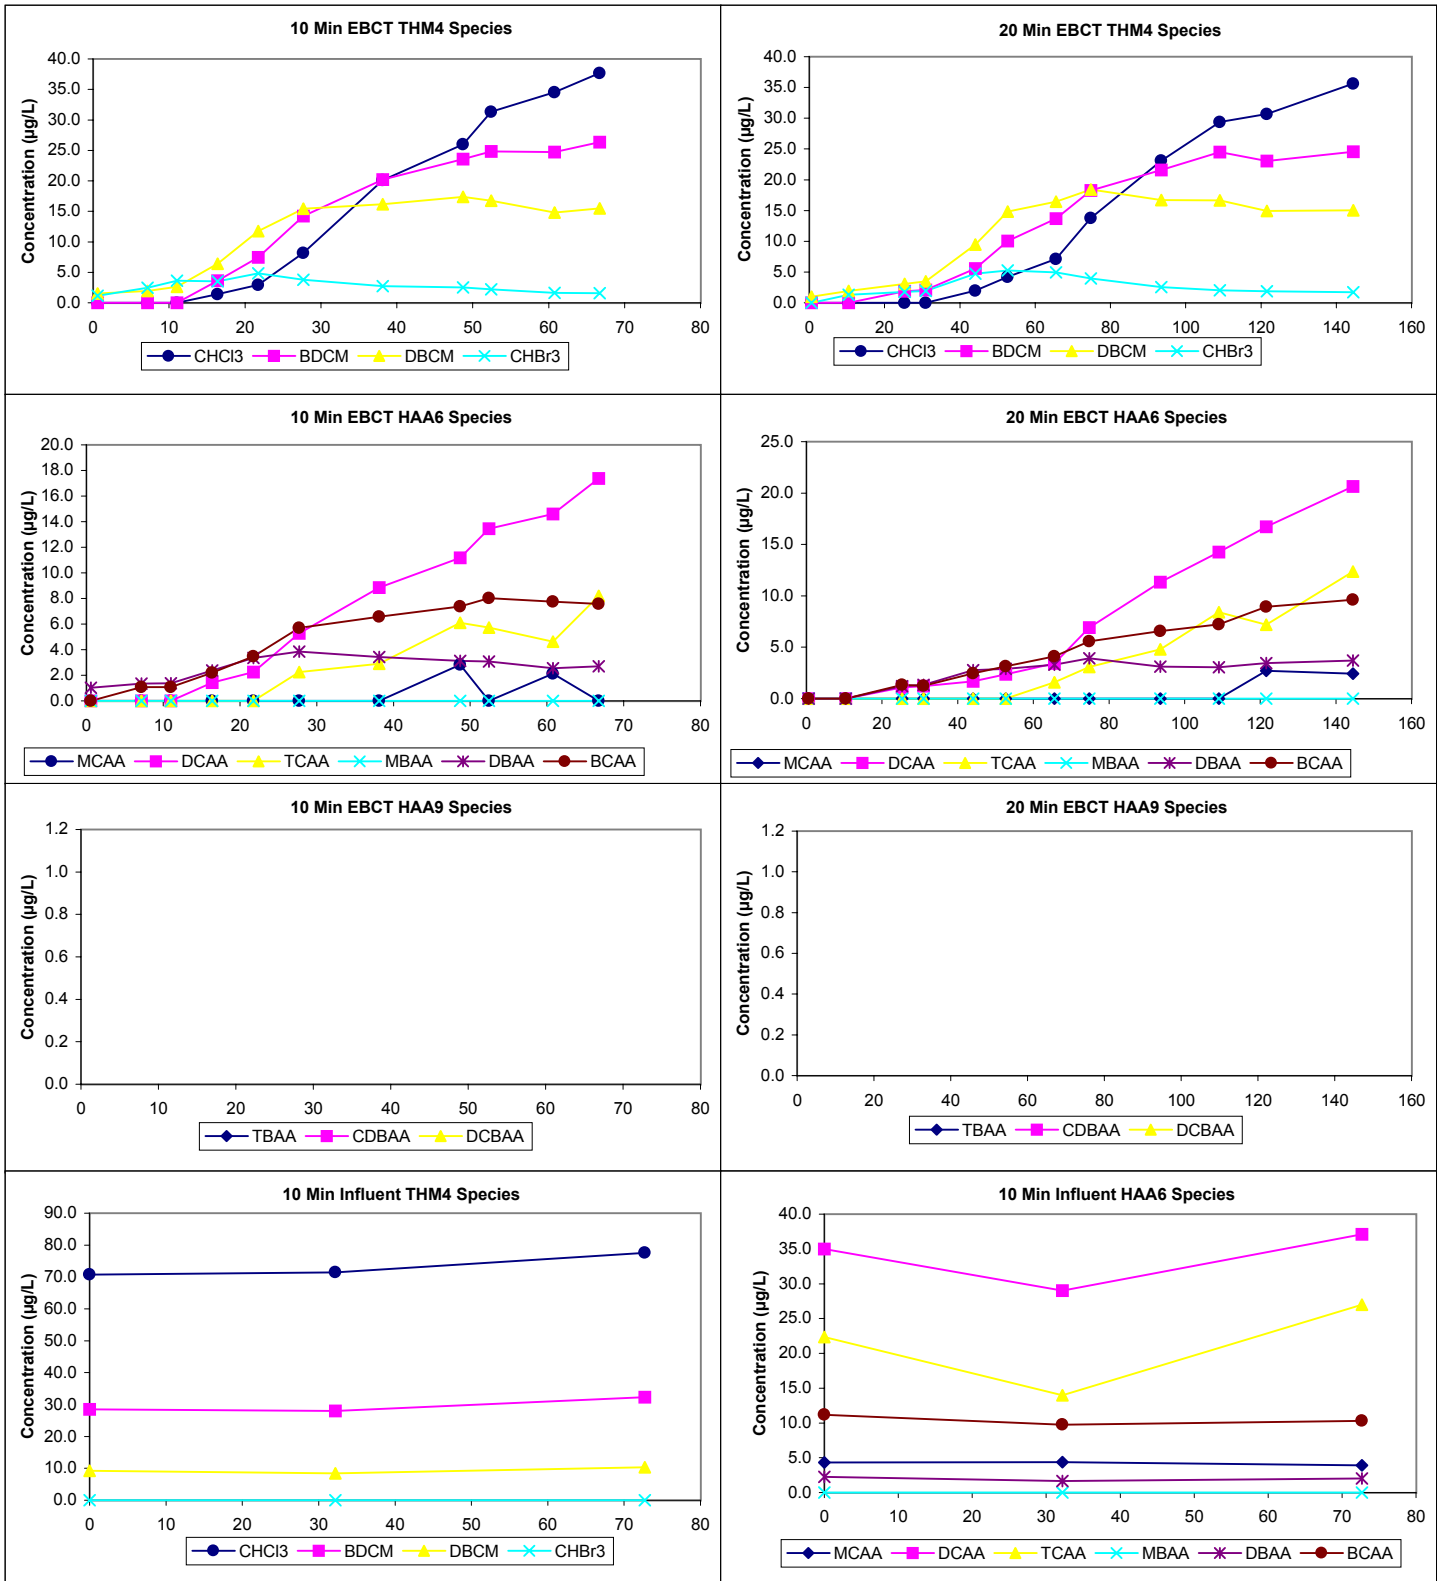 10 Min EBCT THM4 Species
Concentration (µg/L)
40.0
35.0
30.0
25.0
20.0
15.0
10.0
5.0
0.0
0 10 20 30 40 50 60 70 80
CHCl3 BDCM DBCM CHBr3
20 Min EBCT THM4 Species
Concentration (µg/L)
40.0
35.0
30.0
25.0
20.0
15.0
10.0
5.0
0.0
0 20 40 60 80 100 120 140 160
CHCl3 BDCM DBCM CHBr3
10 Min EBCT HAA6 Species
Concentration (µg/L)
20.0
18.0
16.0
14.0
12.0
10.0
8.0
6.0
4.0
2.0
0.0
0 10 20 30 40 50 60 70 80
MCAA DCAA TCAA MBAA DBAA BCAA
20 Min EBCT HAA6 Species
Concentration (µg/L)
25.0
20.0
15.0
10.0
5.0
0.0
0 20 40 60 80 100 120 140 160
MCAA DCAA TCAA MBAA DBAA BCAA
10 Min EBCT HAA9 Species
Concentration (µg/L)
1.2
1.0
0.8
0.6
0.4
0.2
0.0
0 10 20 30 40 50 60 70 80
TBAA CDBAA DCBAA
20 Min EBCT HAA9 Species
Concentration (µg/L)
1.2
1.0
0.8
0.6
0.4
0.2
0.0
0 20 40 60 80 100 120 140 160
TBAA CDBAA DCBAA
10 Min Influent THM4 Species
Concentration (µg/L)
90.0
80.0
70.0
60.0
50.0
40.0
30.0
20.0
10.0
0.0
0 10 20 30 40 50 60 70 80
CHCl3 BDCM DBCM CHBr3
10 Min Influent HAA6 Species
Concentration (µg/L)
40.0
35.0
30.0
25.0
20.0
15.0
10.0
5.0
0.0
0 10 20 30 40 50 60 70 80
MCAA DCAA TCAA MBAA DBAA BCAA